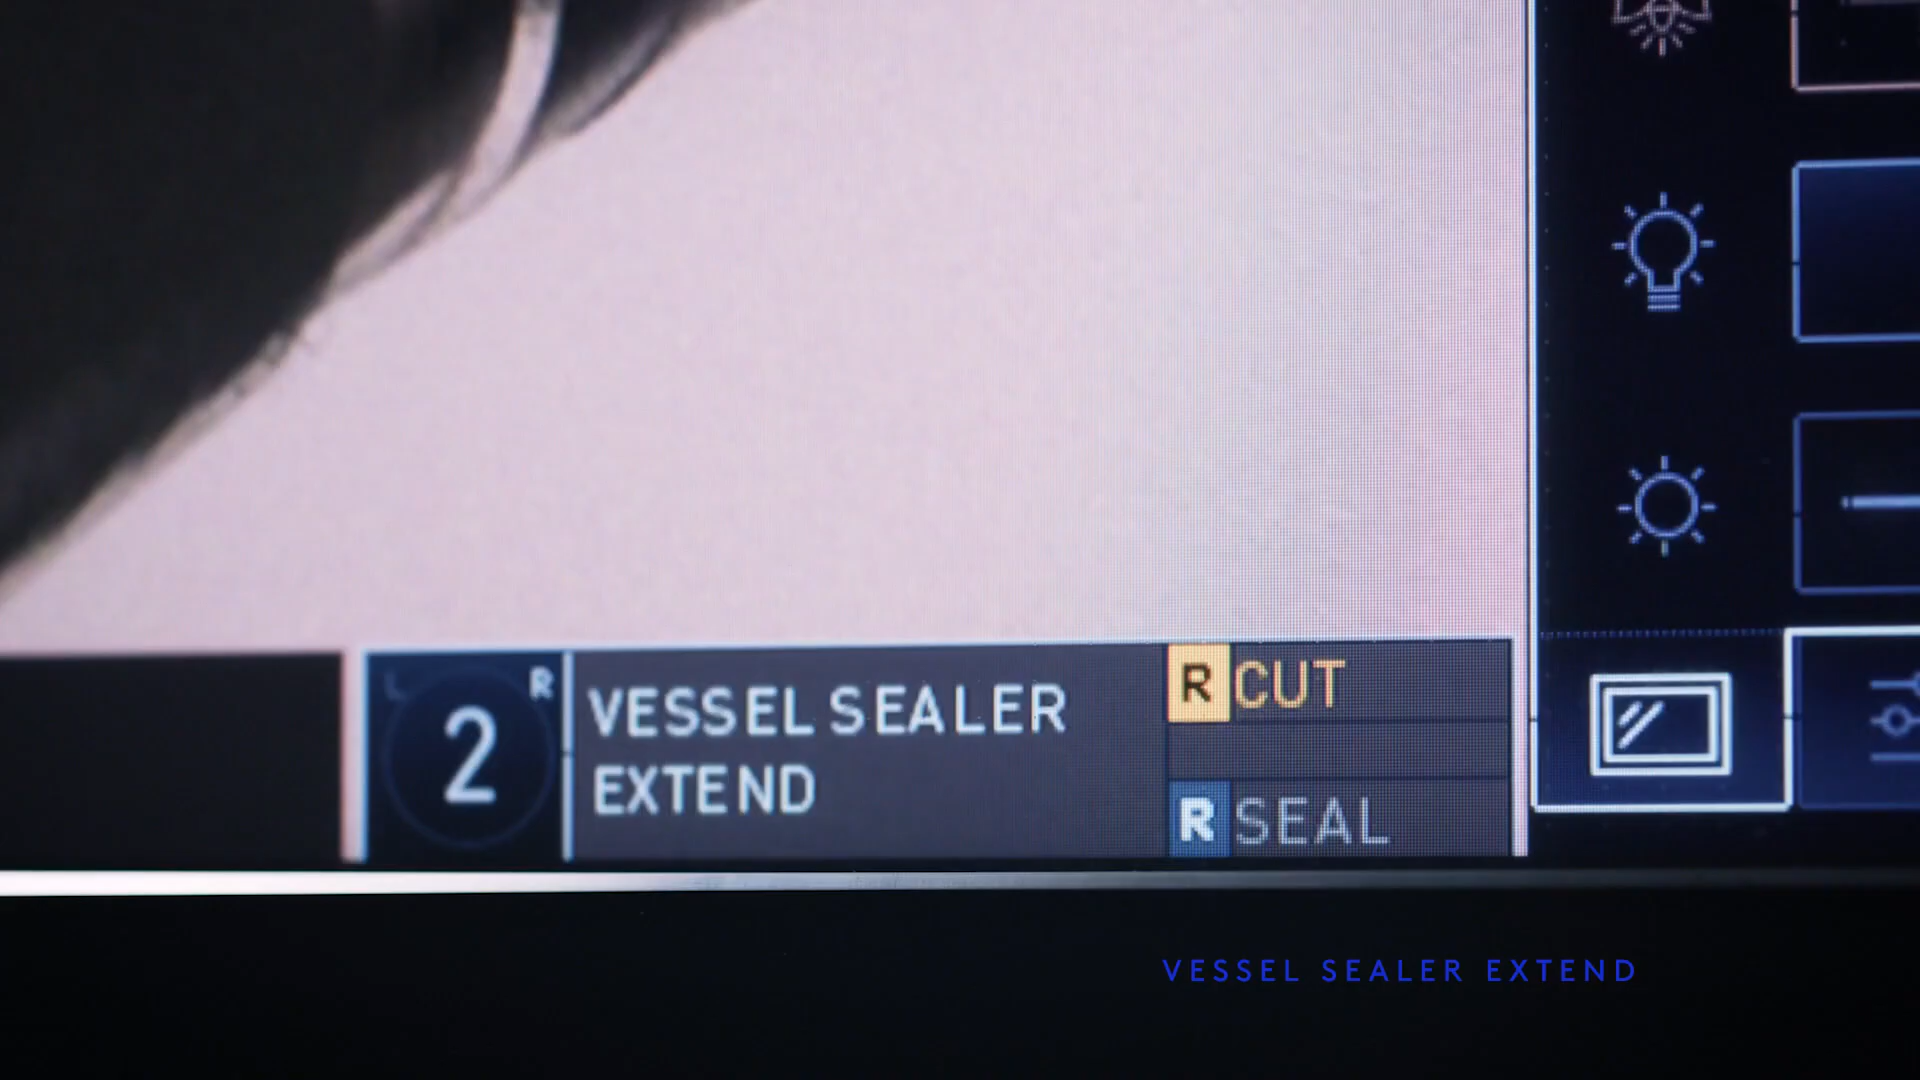 L R
2
VESSEL SEALER
EXTEND
R CUT
R SEAL
VESSEL SEALER EXTEND